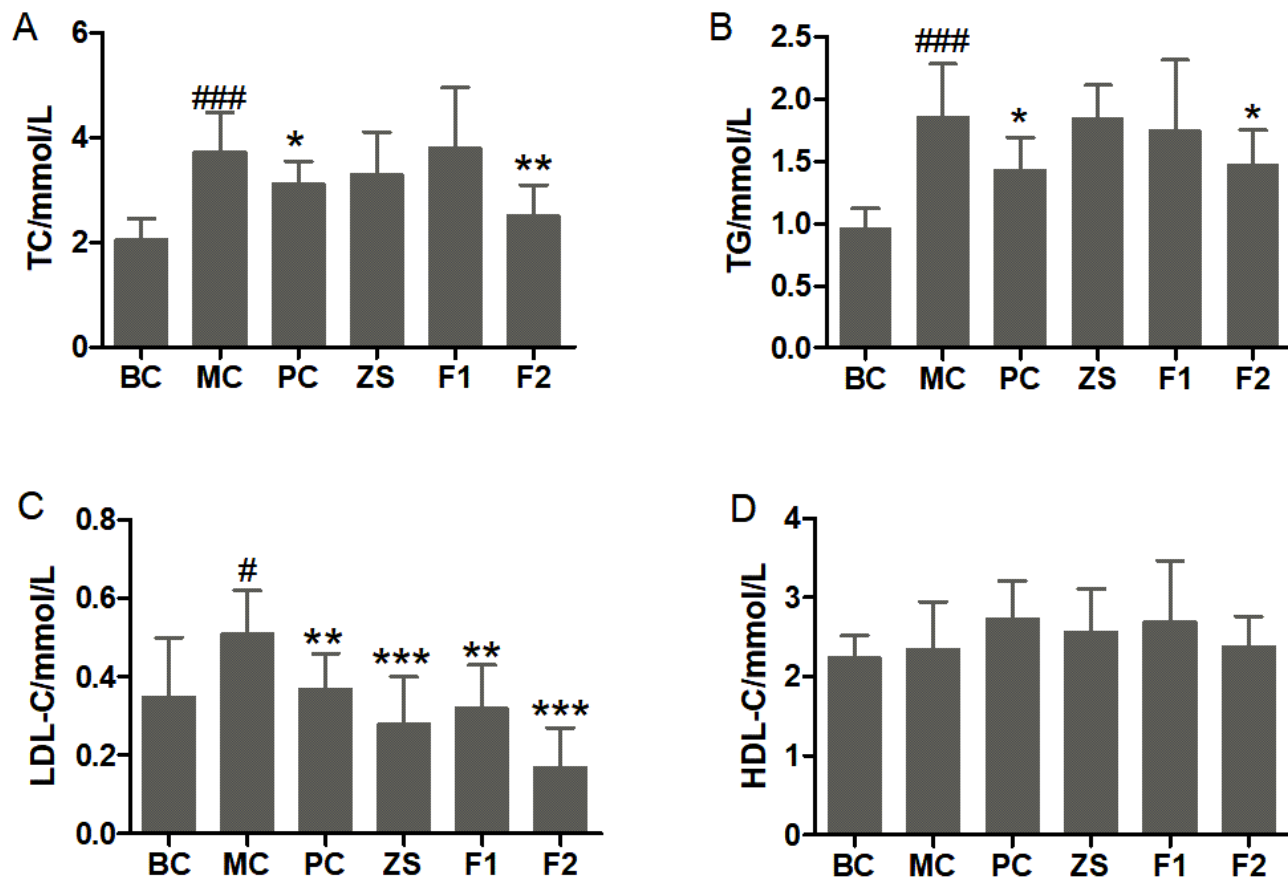 A
TC/mmol/L
6
4
2
0
###
*
**
BC MC PC ZS F1 F2
B
TG/mmol/L
2.5
2.0
1.5
1.0
0.5
0.0
###
*
*
BC MC PC ZS F1 F2
C
LDL-C/mmol/L
0.8
0.6
0.4
0.2
0.0
#
**
***
**
***
BC MC PC ZS F1 F2
D
HDL-C/mmol/L
4
3
2
1
0
BC MC PC ZS F1 F2